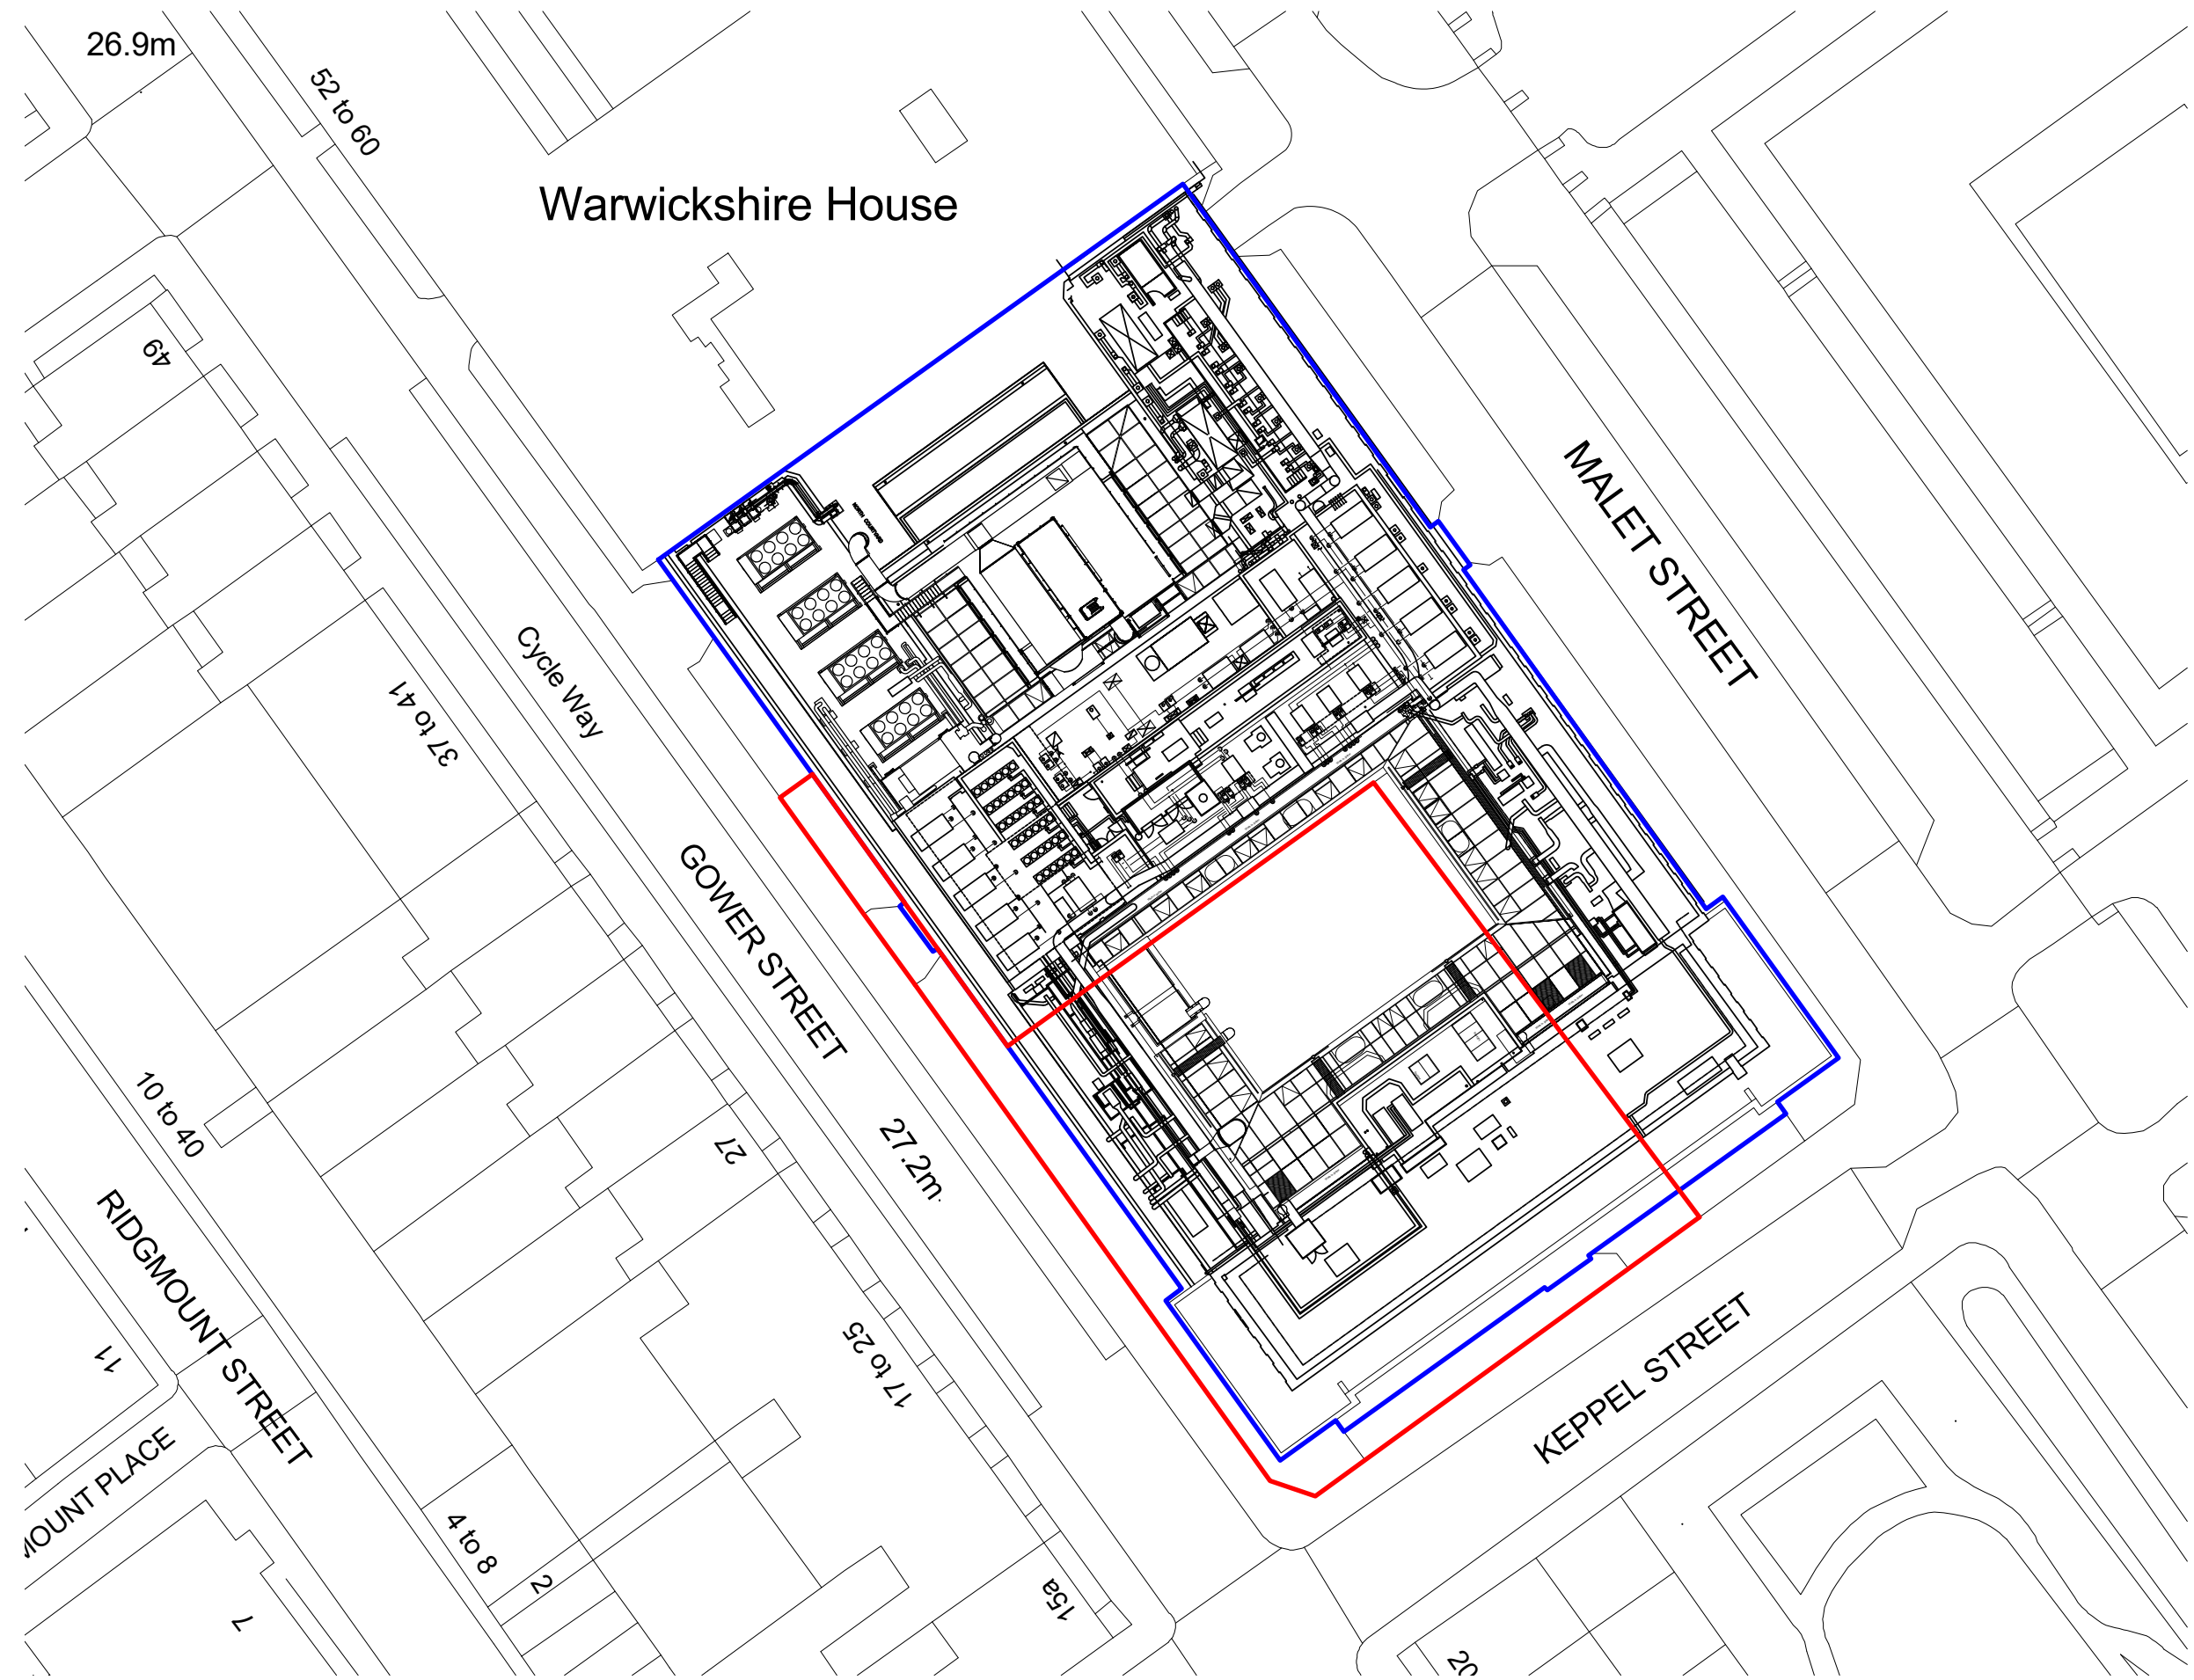 26.9m
52 to 60
Warwickshire House
49
MALET STREET
Cycle Way
37 to 41
GOWER STREET
10 to 40
27
27.2m
RIDGMOUNT STREET
17 to 25
KEPPEL STREET
11
MOUNT PLACE
4 to 8
2
15a
7
20